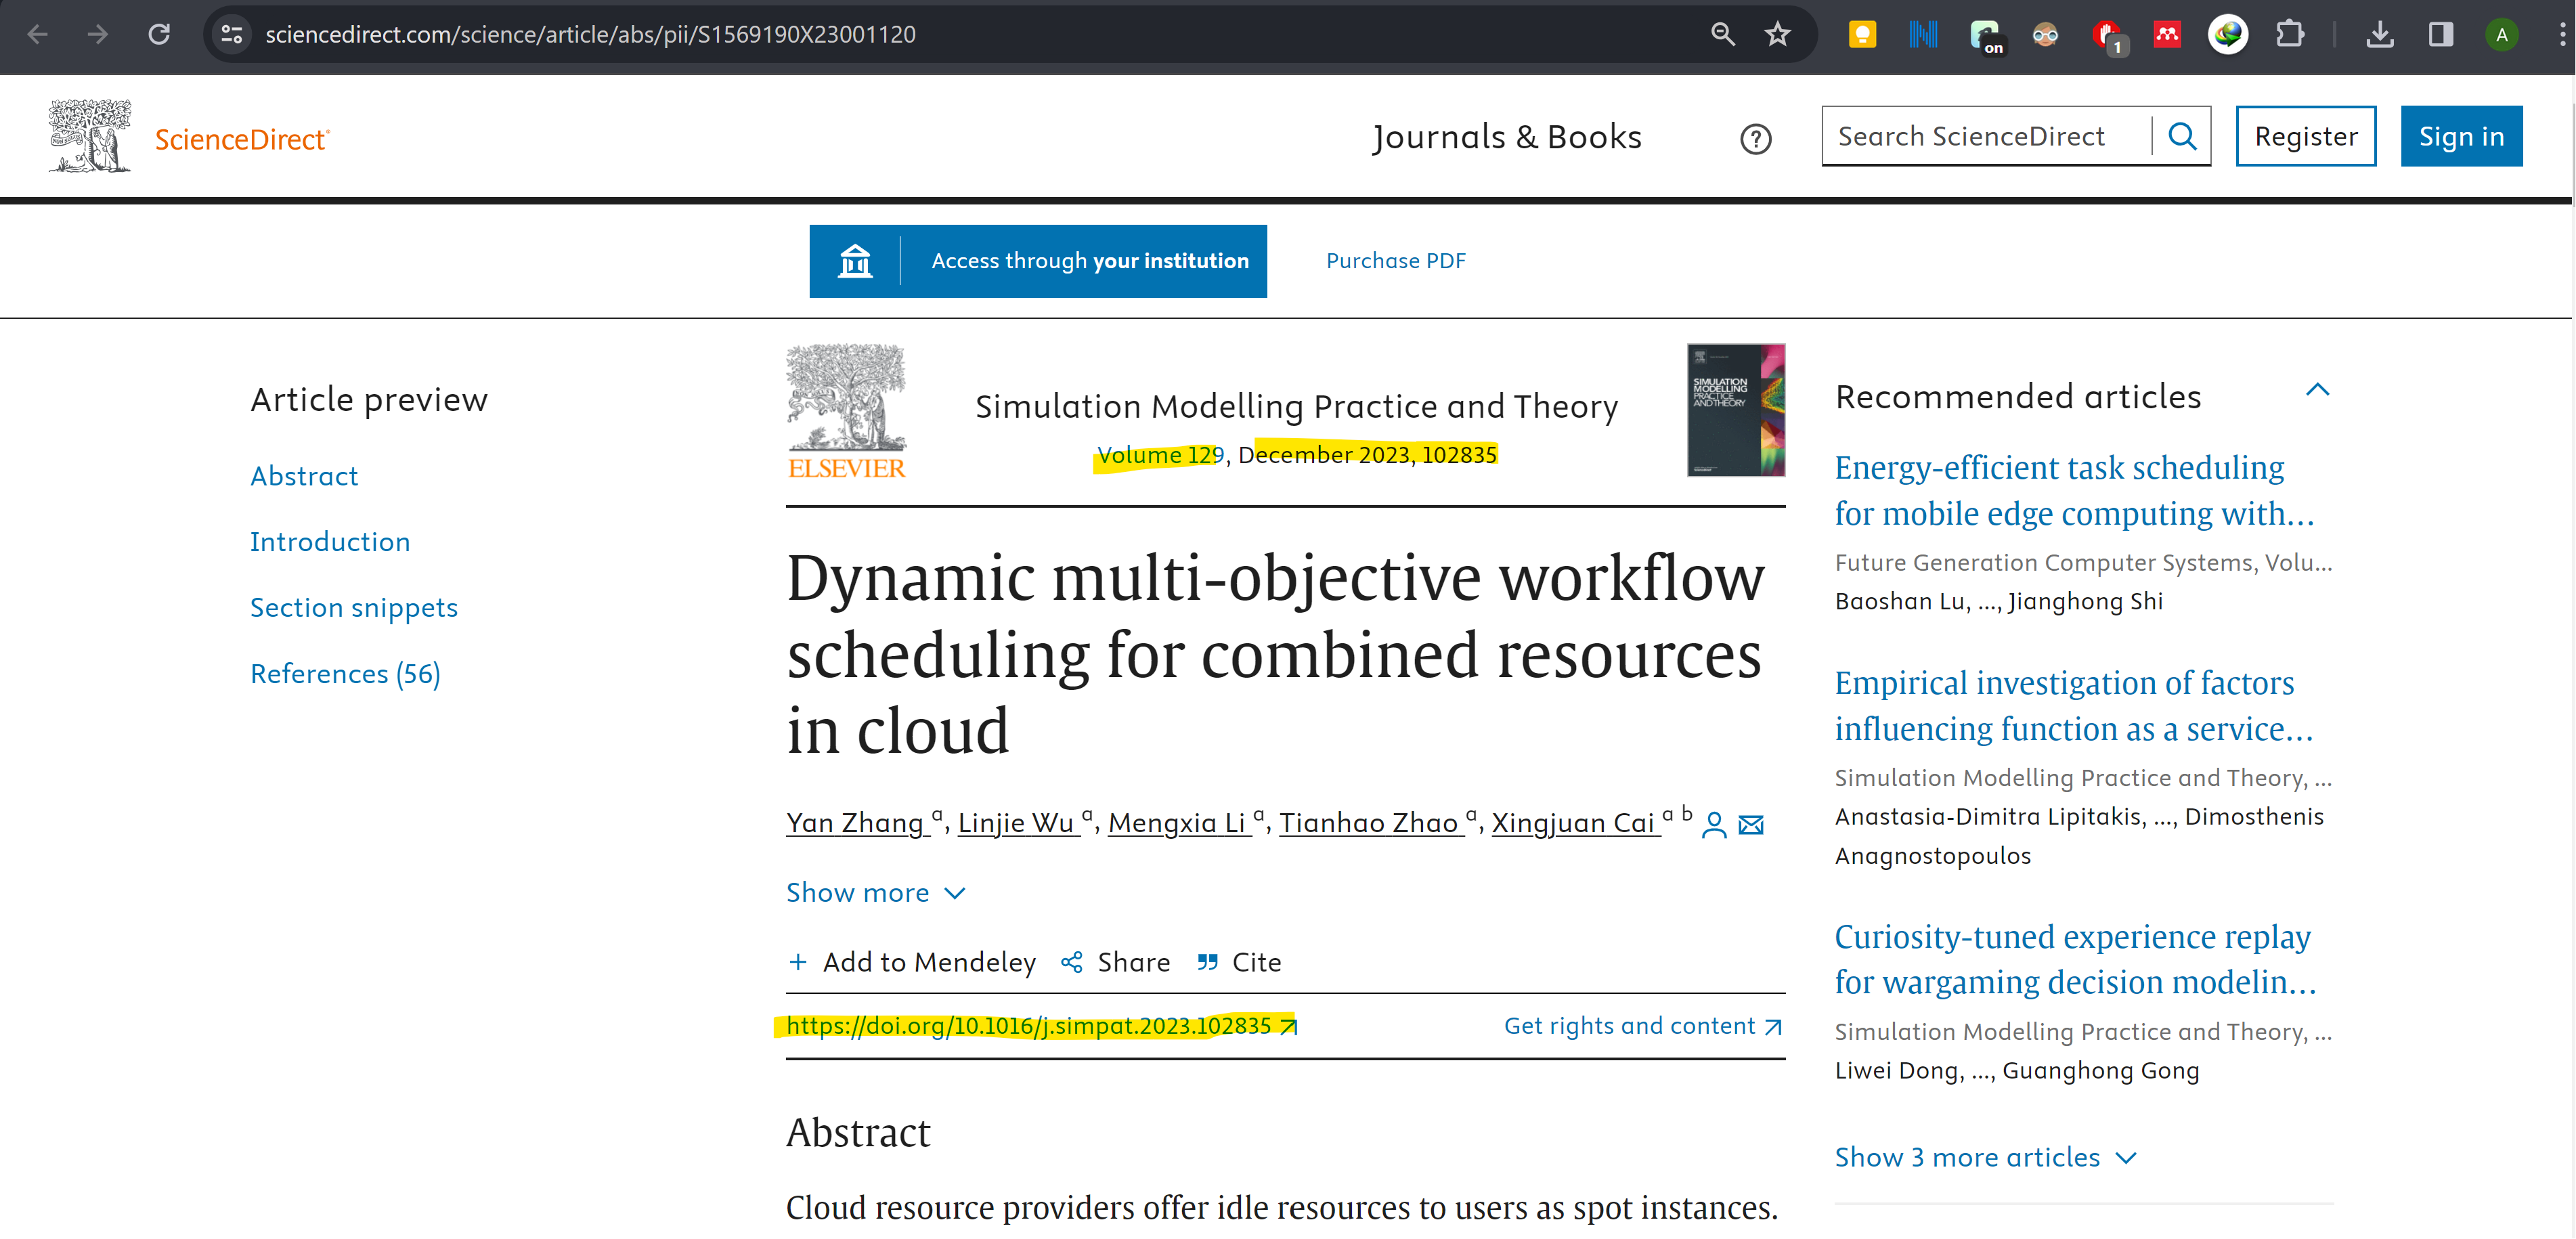 sciencedirect.com/science/article/abs/pii/S1569190X23001120
on
1
A
ScienceDirect
Journals & Books
?
Search ScienceDirect
Register
Sign in
Access through your institution
Purchase PDF
Article preview
Abstract
Introduction
Section snippets
References (56)
ELSEVIER
Simulation Modelling Practice and Theory
Volume 129, December 2023, 102835
SIMULATION
MODELLING
PRACTICE
AND THEORY
Dynamic multi-objective workflow
scheduling for combined resources
in cloud
Yan Zhang a, Linjie Wu a, Mengxia Li a, Tianhao Zhao a, Xingjuan Cai a b
Show more
+ Add to Mendeley
Share
Cite
https://doi.org/10.1016/j.simpat.2023.102835
Get rights and content
Abstract
Cloud resource providers offer idle resources to users as spot instances.
Recommended articles
Energy-efficient task scheduling
for mobile edge computing with...
Future Generation Computer Systems, Volu...
Baoshan Lu, ..., Jianghong Shi
Empirical investigation of factors
influencing function as a service...
Simulation Modelling Practice and Theory, ...
Anastasia-Dimitra Lipitakis, ..., Dimosthenis
Anagnostopoulos
Curiosity-tuned experience replay
for wargaming decision modelin...
Simulation Modelling Practice and Theory, ...
Liwei Dong, ..., Guanghong Gong
Show 3 more articles